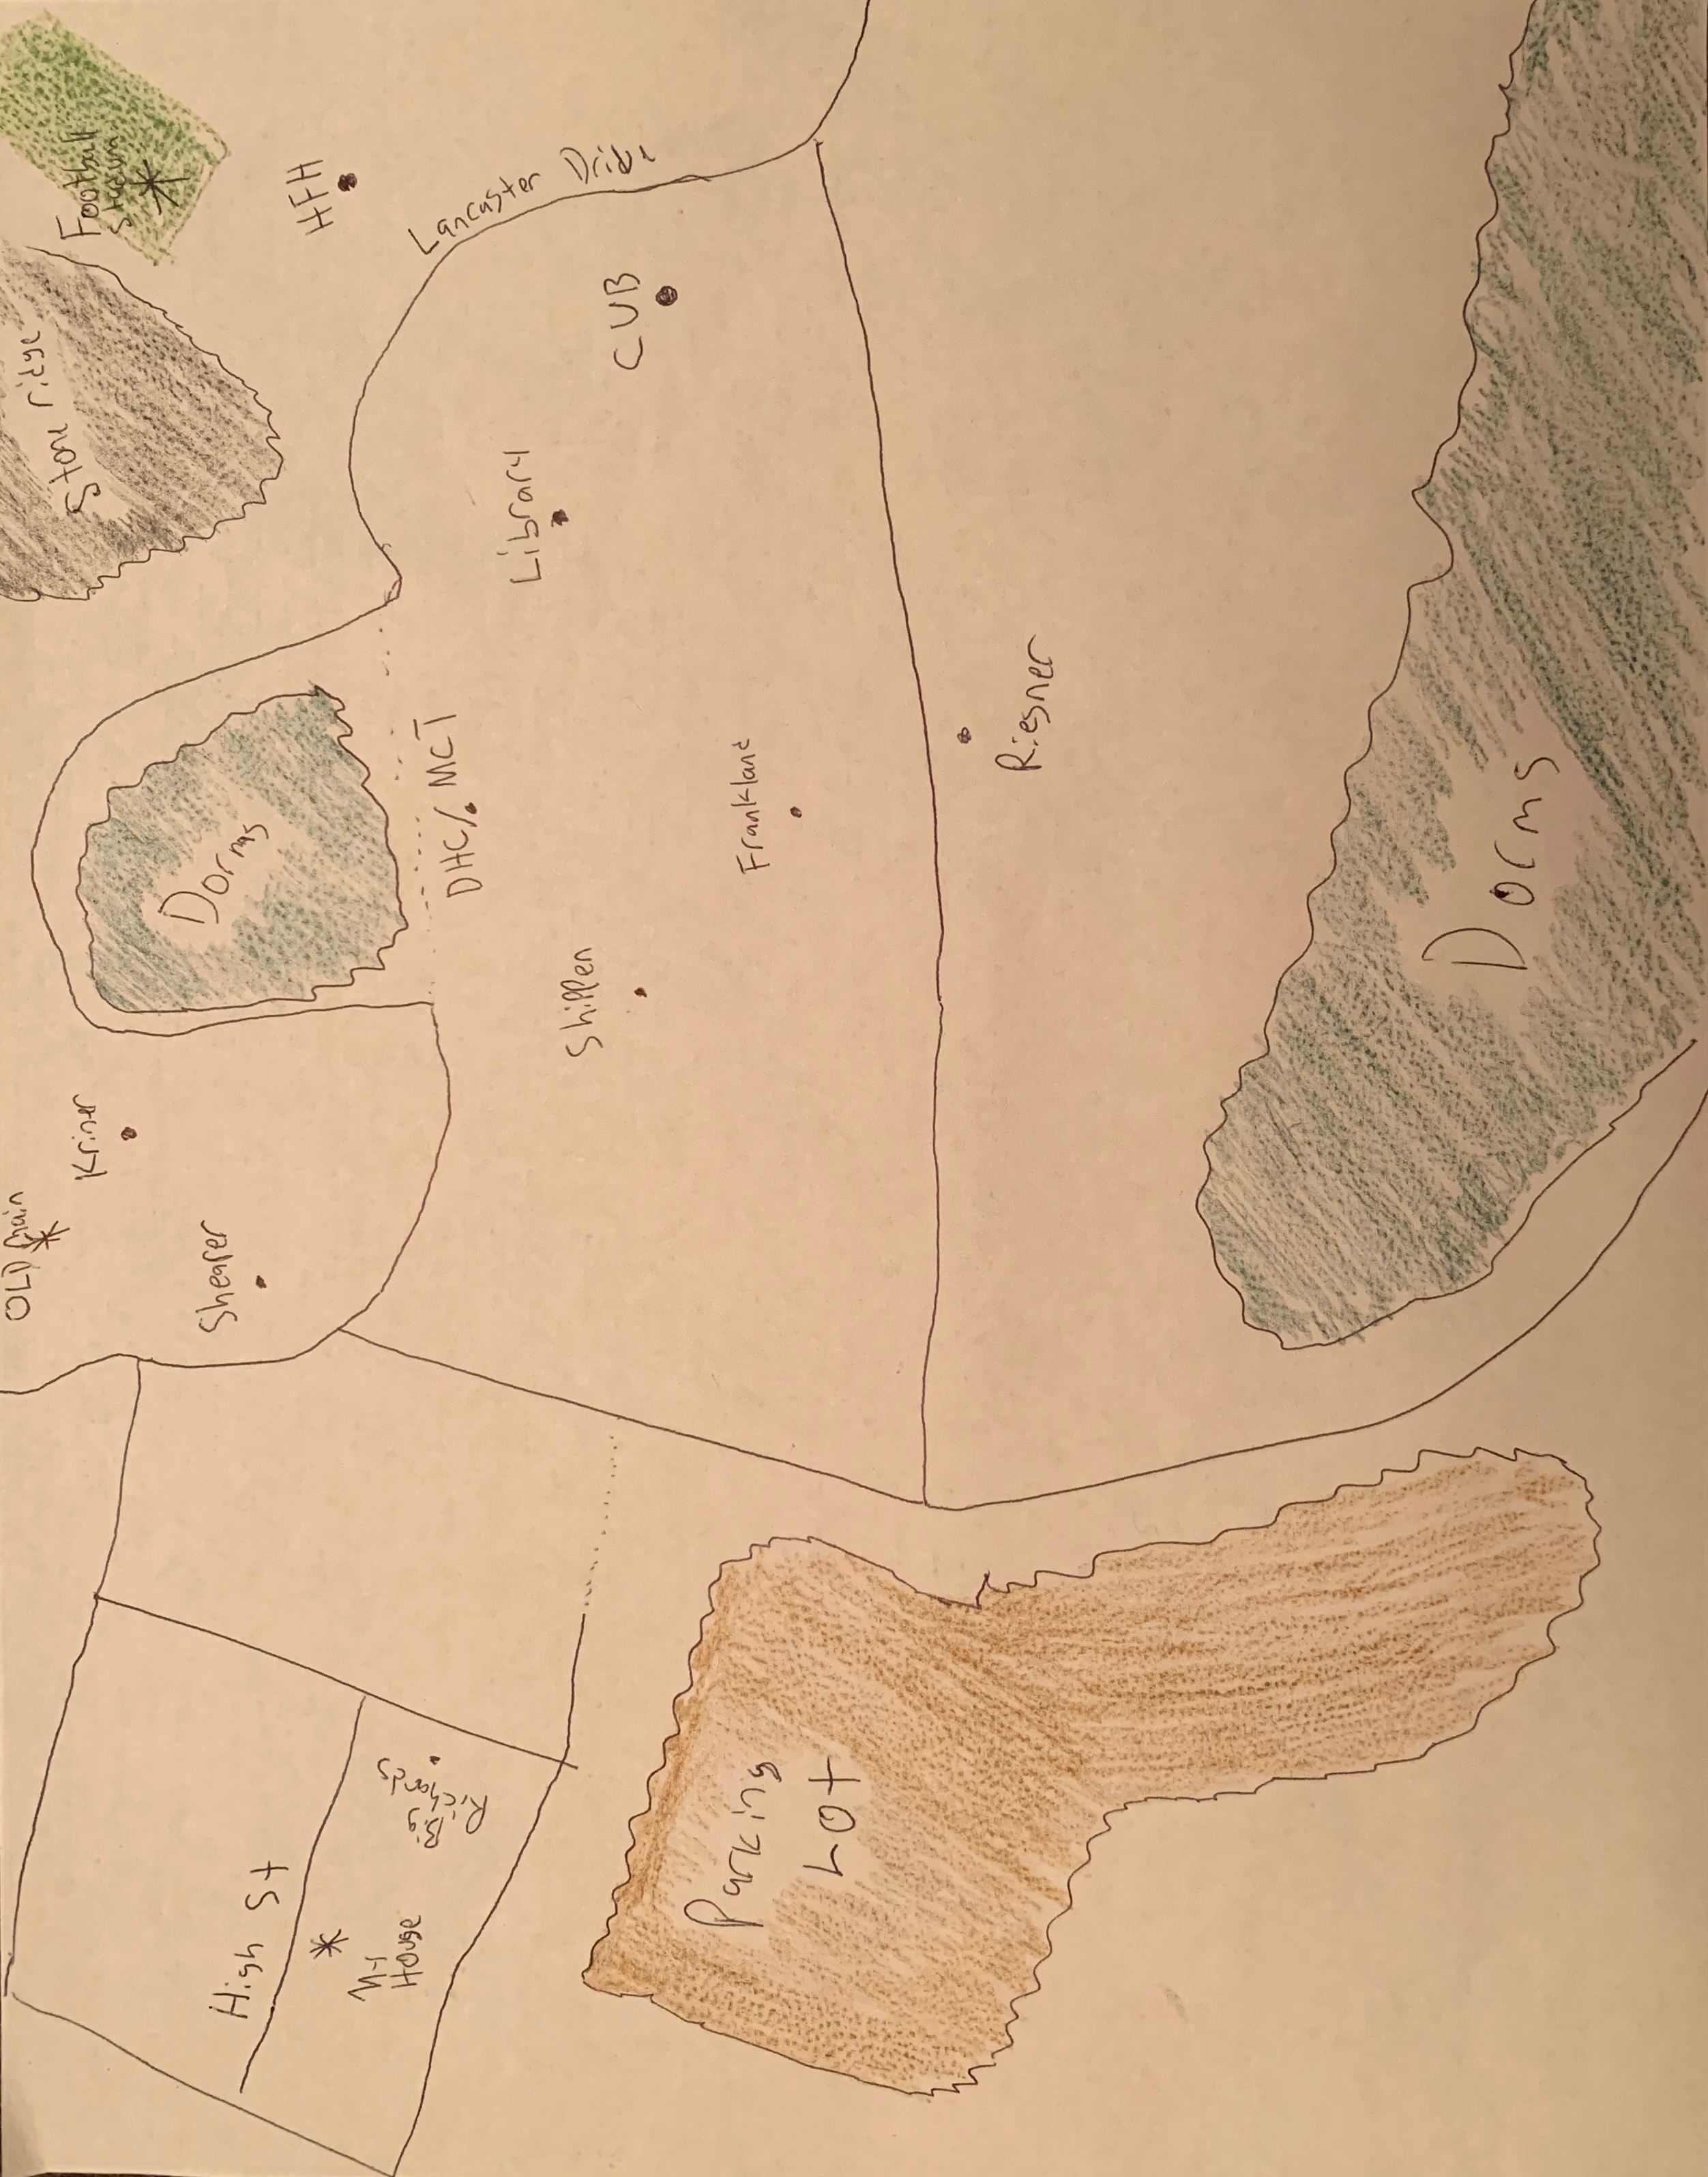 OLD Main
Kriner
Stone ridge
Football
Stadium
Shearer
Dorms
High St
HFH
My
House
Big
Richards
DHC/MCT
Lancaster Drive
Library
Shippen
CUB
Parking
Lot
Frankland
Riesner
Dorms